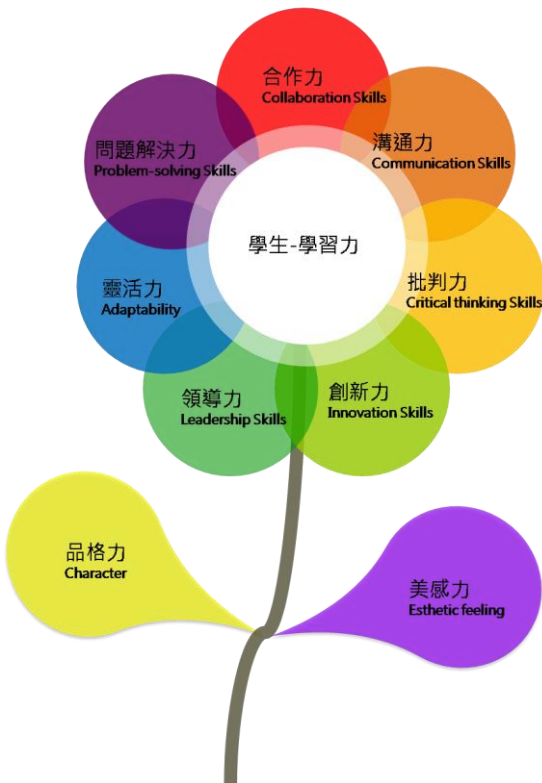 合作力
Collaboration Skills
溝通力
Communication Skills
問題解決力
Problem-solving Skills
學生-學習力
靈活力
Adaptability
批判力
Critical thinking Skills
領導力
Leadership Skills
創新力
Innovation Skills
品格力
Character
美感力
Esthetic feeling